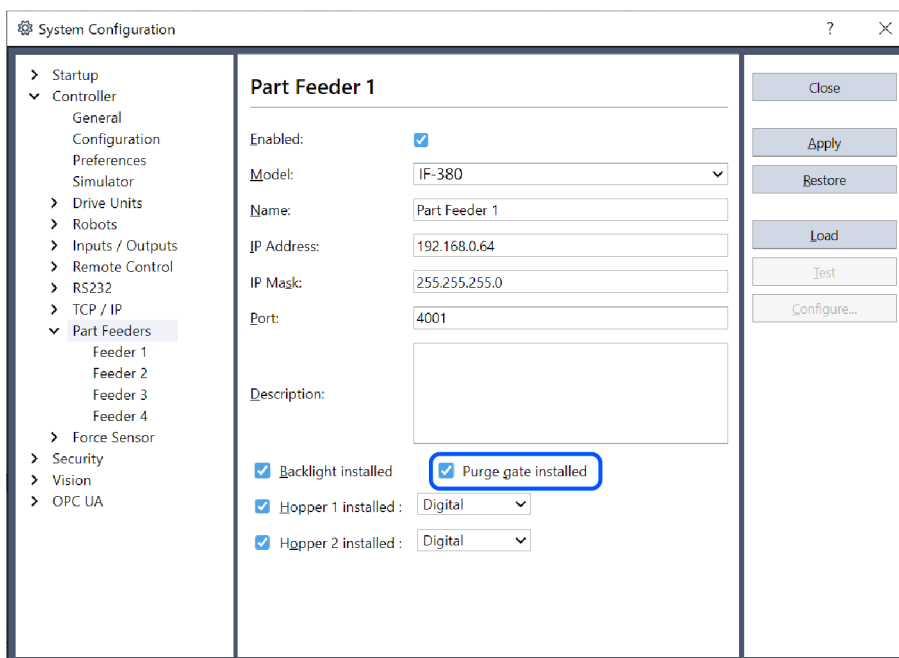 System Configuration
?
Startup
Controller
General
Configuration
Preferences
Simulator
Drive Units
Robots
Inputs / Outputs
Remote Control
RS232
TCP / IP
Part Feeders
Feeder 1
Feeder 2
Feeder 3
Feeder 4
Force Sensor
Security
Vision
OPC UA
Part Feeder 1
Enabled:
Model: IF-380
Name: Part Feeder 1
IP Address: 192.168.0.64
IP Mask: 255.255.255.0
Port: 4001
Description:
Backlight installed Purge gate installed
Hopper 1 installed : Digital
Hopper 2 installed : Digital
Close
Apply
Restore
Load
Test
Configure...